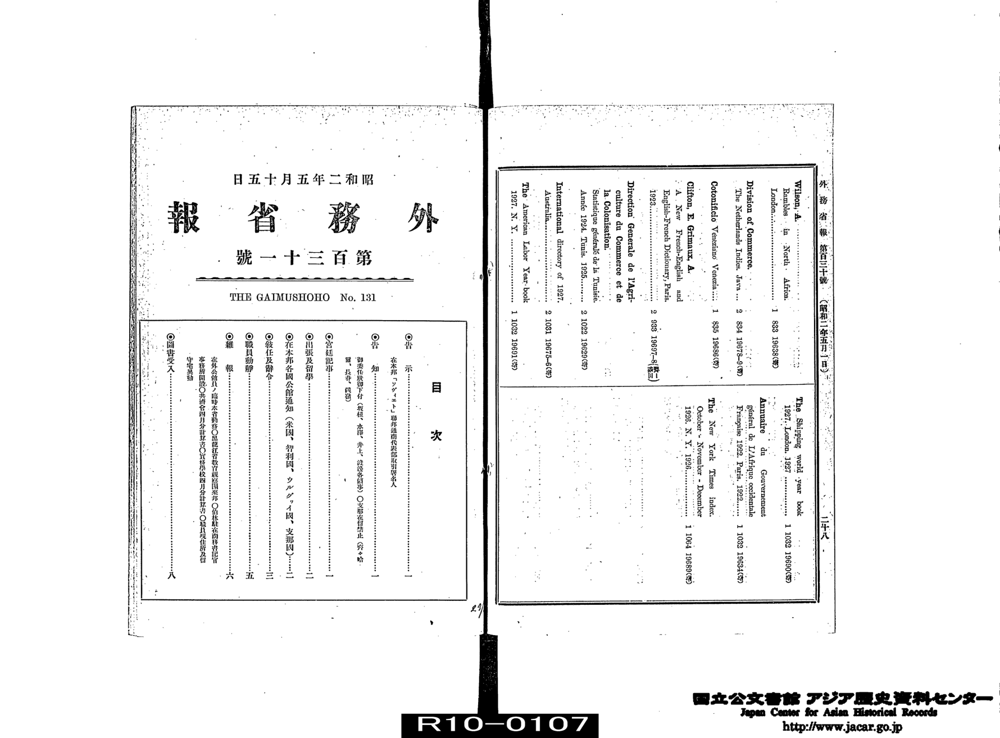 外務省報 第百三十號 (昭和二年五月一日) 二十八
Wilson, A.
Rambles in North Africa.
London. 1 833 19638(寄)
Division of Commerce.
The Netherlands Indies. Java ... 2 834 19678-9(寄)
Cotonificio Veneziano Venezia .... 1 835 19686(寄)
Clifton, E. Grimaux, A.
A New French-English and
English-French Dictionary, Paris.
1923. 2 933 19697-8
Direction Generale de l'Agri-
culture du Commerce et de
la Colonisation.
Statistique générale de la Tunisie.
Année 1924. Tunis. 1925. 2 1022 19629(寄)
International directory of 1927.
Australia. 2 1031 19675-6(寄)
The American Labor Year book
1927. N. Y. 1 1032 19691(寄)
The Shipping world year book
1927. London. 1927 1 1032 19690(寄)
Annuaire du Gouvernement
général de L'Afrique occidentale
Française 1922. Paris. 1922. 1 1032 19634(寄)
The New York Times index.
October - November - December
1926. N. Y. 1926. 1 1064 19689(寄)
昭和二年五月十五日
外務省報
第百三十一號
THE GAIMUSHOHO No. 131
目次
◉告示 一
在本邦「ソヴィエト」聯邦通商代表部取引署名人
◉告知 一
御委任狀御下付(坂根、水澤、井上、渡邊各領事)〇支那在留禁止(齊々哈
爾、長春、鐵嶺)
◉宮廷記事 一
◉出張及留學 二
◉在本邦各國公館通知(米國、智利國、ウルグワイ國、支那國) 二
◉敍任及辭令 三
◉職員動靜 五
◉雜報 六
在外公館員ノ臨時本省勤務〇黑龍江省教育視察團來邦〇伯林駐在商務書記官
事務所開設〇共濟會四月分計算書〇實務學校四月分計算書〇職員現住所及留
守宅異動
◉圖書受入 八
R10-0107
国立公文書館 アジア歴史資料センター
Japan Center for Asian Historical Records
http://www.jacar.go.jp